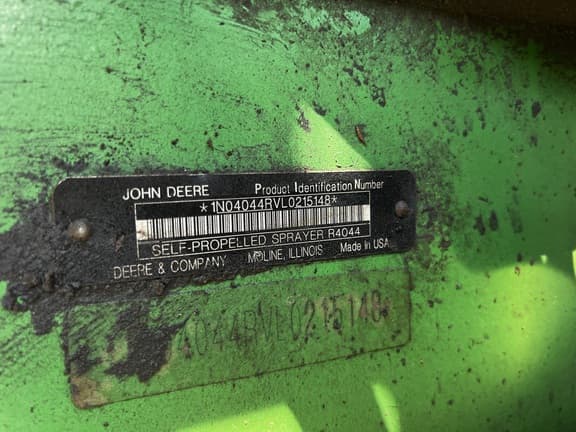 JOHN DEERE Product Identification Number
*1N04044RVL0215148*
SELF-PROPELLED SPRAYER R4044
DEERE & COMPANY MOLINE, ILLINOIS Made in USA
4044RVL0215148